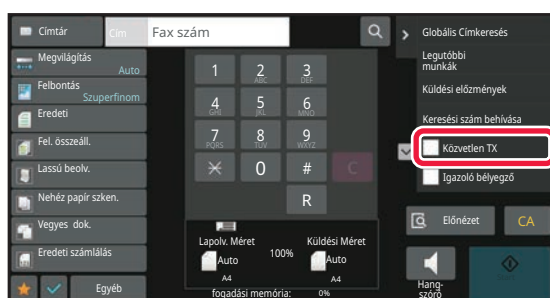 Címtár
Cím
Fax szám
Megvilágítás
Auto
Felbontás
Szuperfinom
Eredeti
Fel. összeáll.
Lassú beolv.
Nehéz papír szken.
Vegyes dok.
Eredeti számlálás
Egyéb
1
2
ABC
3
DEF
4
GHI
5
JKL
6
MNO
7
PQRS
8
TUV
9
WXYZ
0
#
C
R
Lapolv. Méret
Auto
A4
100%
Küldési Méret
Auto
A4
fogadási memória: 0%
Globális Címkeresés
Legutóbbi
munkák
Küldési előzmények
Keresési szám behívása
Közvetlen TX
Igazoló bélyegző
Előnézet
CA
Hang-
szóró